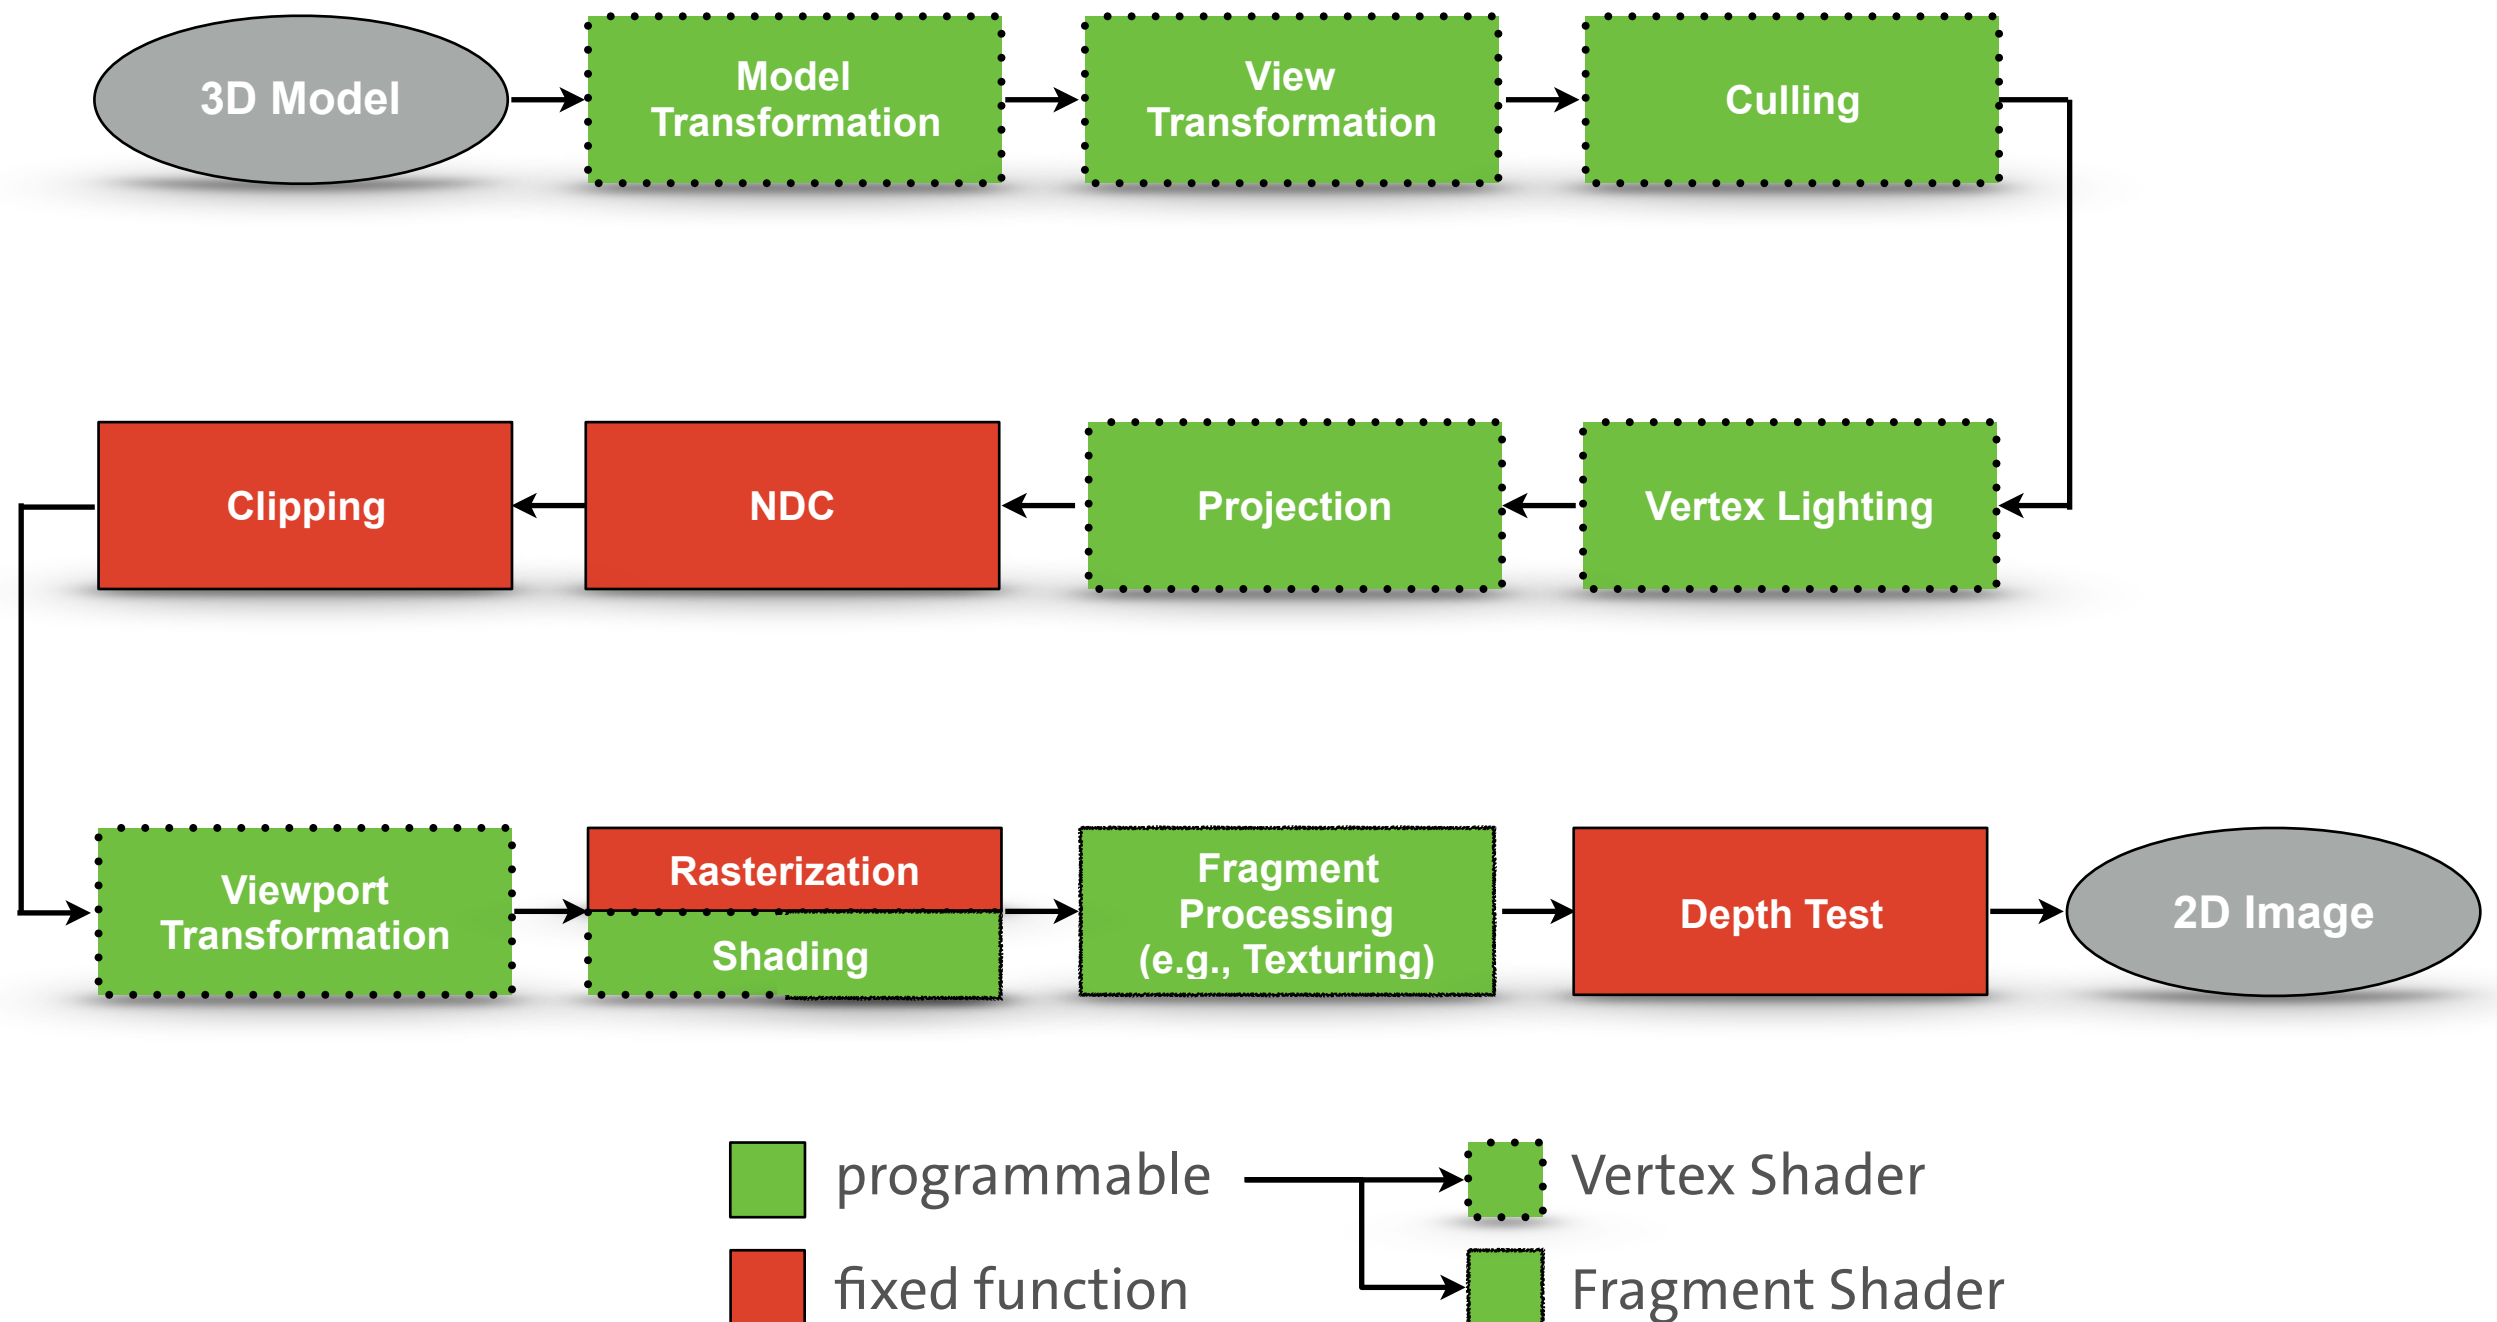 3D Model
Model
Transformation
View
Transformation
Culling
Clipping
NDC
Projection
Vertex Lighting
Viewport
Transformation
Rasterization
Shading
Fragment
Processing
(e.g., Texturing)
Depth Test
2D Image
programmable
Vertex Shader
fixed function
Fragment Shader